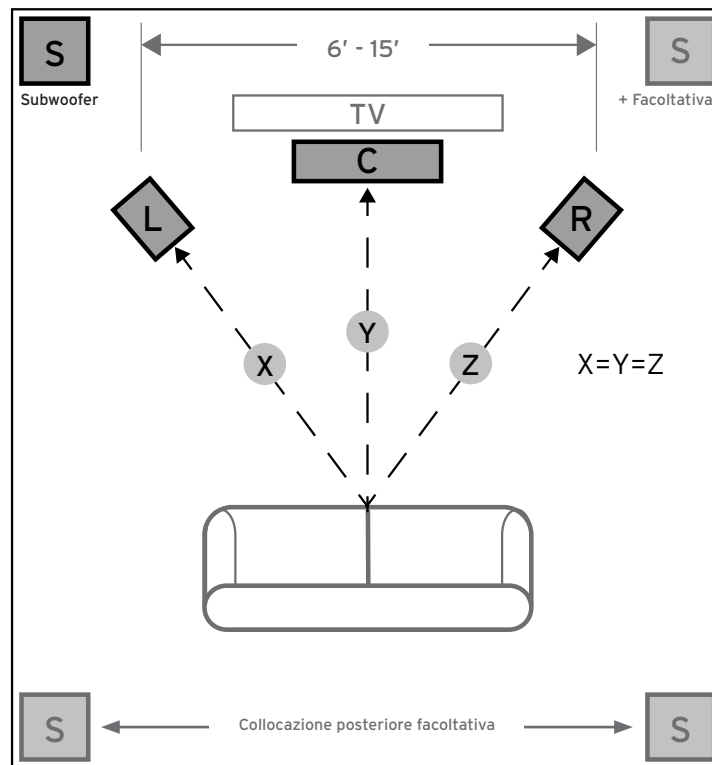 S
6′ - 15′
S
Subwoofer
+ Facoltativa
TV
C
L
R
Y
X
Z
X=Y=Z
S
Collocazione posteriore facoltativa
S